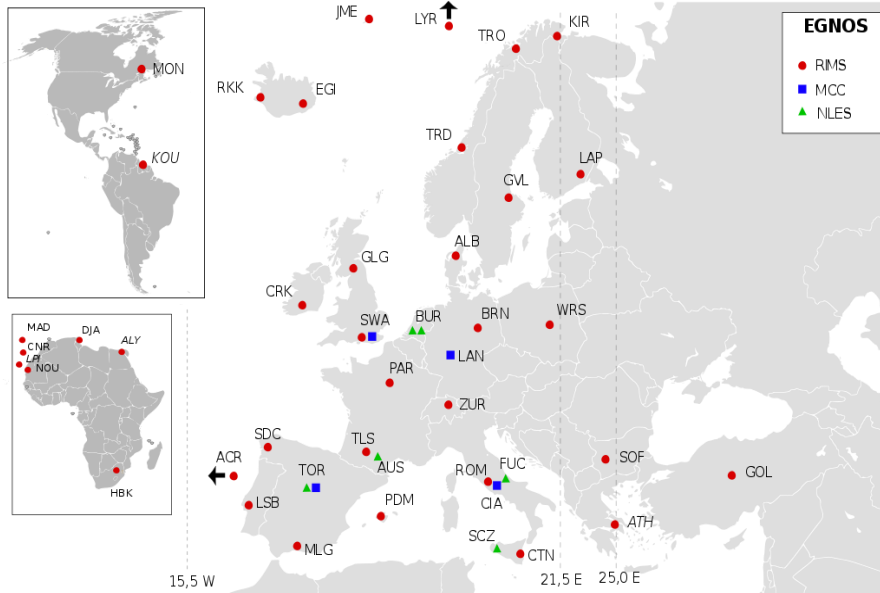 EGNOS
RIMS
MCC
NLES
MON
KOU
JME
LYR
KIR
TRO
RKK
EGI
TRD
LAP
GVL
ALB
GLG
CRK
SWA
BUR
BRN
WRS
LAN
PAR
ZUR
MAD
DJA
ALY
CNR
LPI
NOU
HBK
SDC
TLS
ACR
TOR
AUS
ROM
FUC
SOF
GOL
LSB
PDM
CIA
ATH
SCZ
MLG
CTN
15,5 W
21,5 E
25,0 E